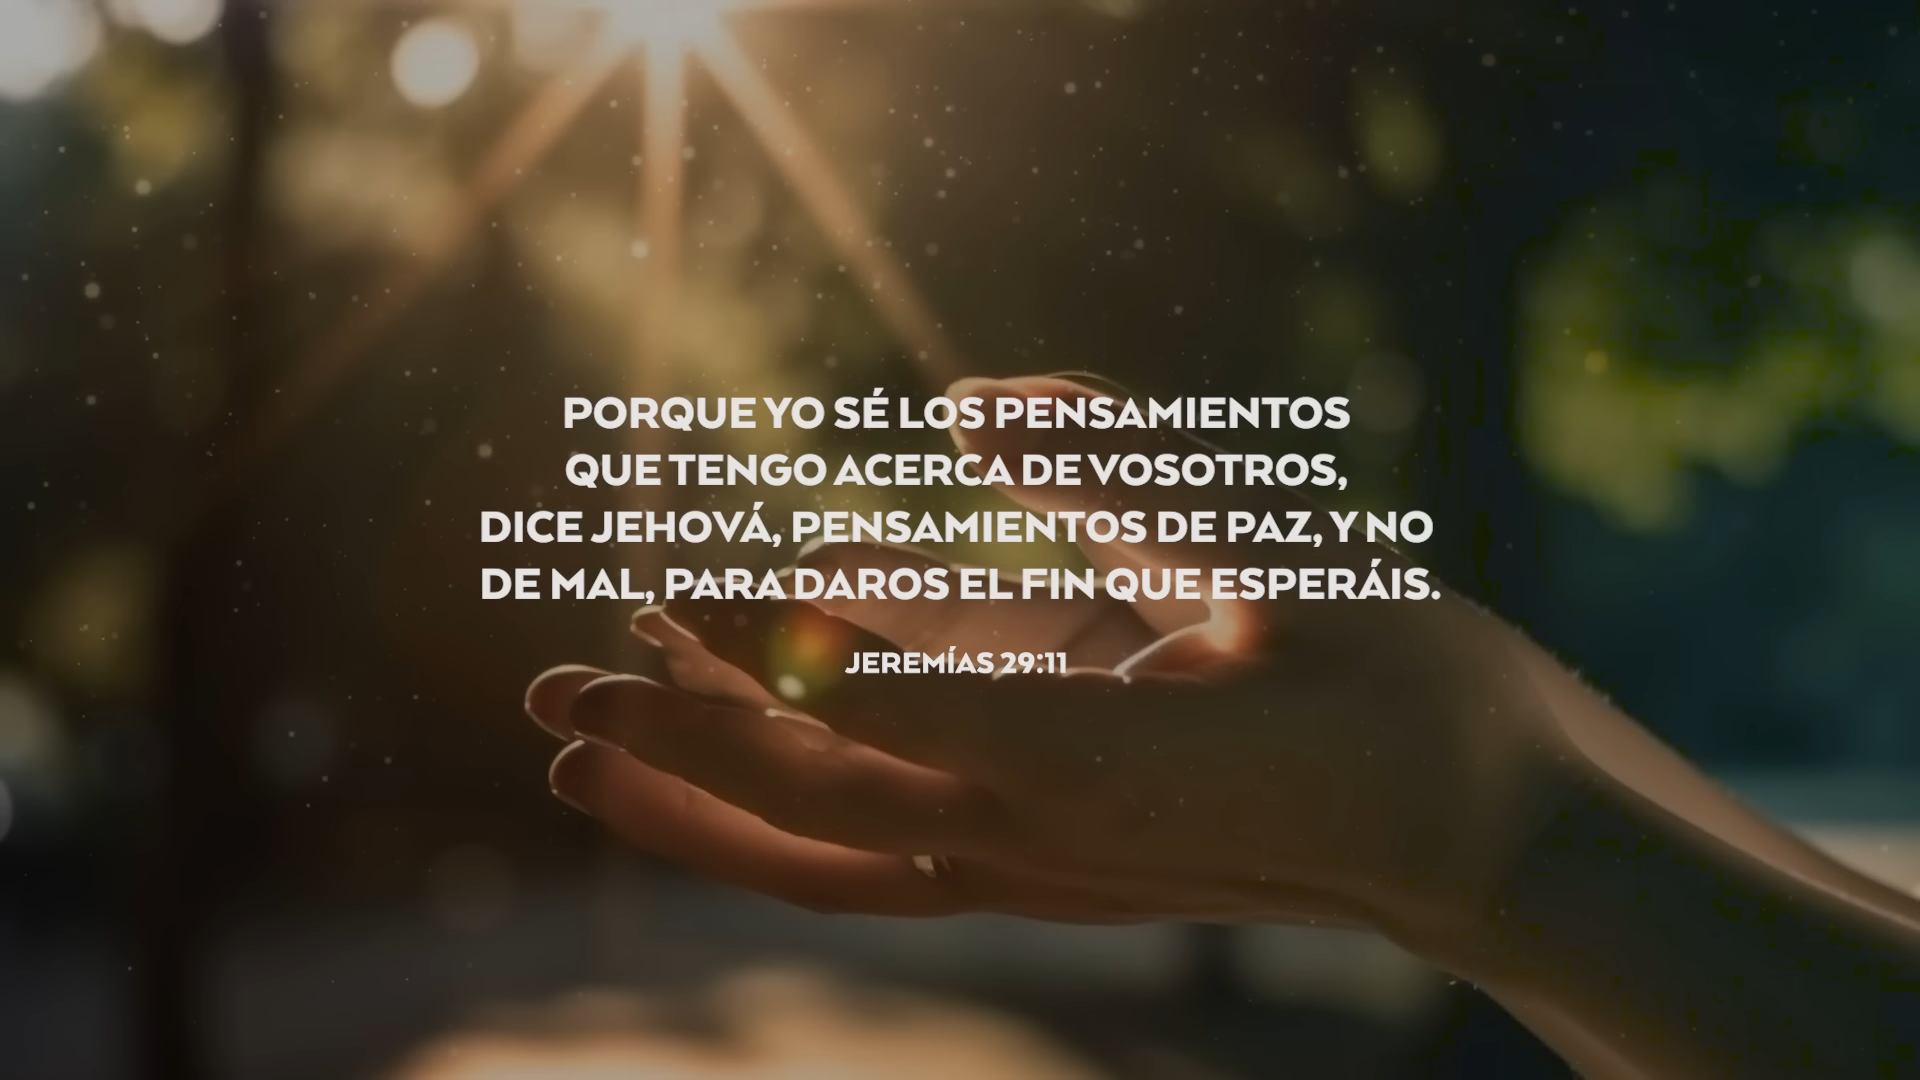 PORQUE YO SÉ LOS PENSAMIENTOS
QUE TENGO ACERCA DE VOSOTROS,
DICE JEHOVÁ, PENSAMIENTOS DE PAZ, Y NO
DE MAL, PARA DAROS EL FIN QUE ESPERÁIS.
JEREMÍAS 29:11